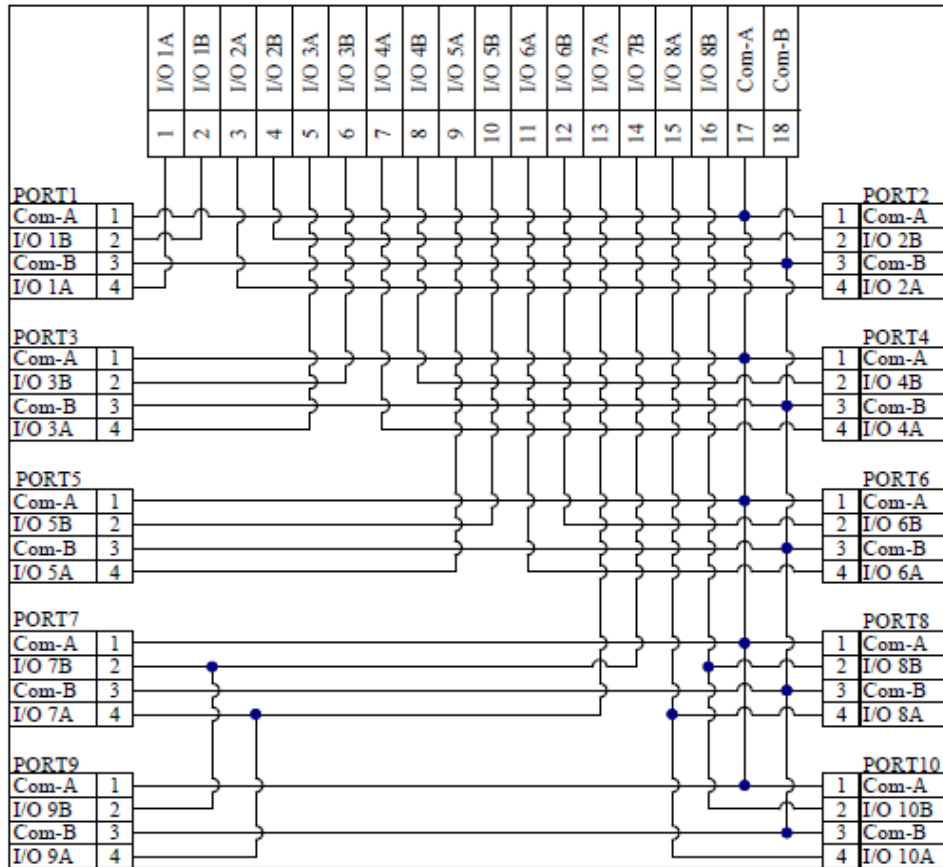 I/O 1A I/O 1B I/O 2A I/O 2B I/O 3A I/O 3B I/O 4A I/O 4B I/O 5A I/O 5B I/O 6A I/O 6B I/O 7A I/O 7B I/O 8A I/O 8B Com-A Com-B
1 2 3 4 5 6 7 8 9 10 11 12 13 14 15 16 17 18
PORT1 PORT2
Com-A 1 1 Com-A
I/O 1B 2 2 I/O 2B
Com-B 3 3 Com-B
I/O 1A 4 4 I/O 2A
PORT3 PORT4
Com-A 1 1 Com-A
I/O 3B 2 2 I/O 4B
Com-B 3 3 Com-B
I/O 3A 4 4 I/O 4A
PORT5 PORT6
Com-A 1 1 Com-A
I/O 5B 2 2 I/O 6B
Com-B 3 3 Com-B
I/O 5A 4 4 I/O 6A
PORT7 PORT8
Com-A 1 1 Com-A
I/O 7B 2 2 I/O 8B
Com-B 3 3 Com-B
I/O 7A 4 4 I/O 8A
PORT9 PORT10
Com-A 1 1 Com-A
I/O 9B 2 2 I/O 10B
Com-B 3 3 Com-B
I/O 9A 4 4 I/O 10A